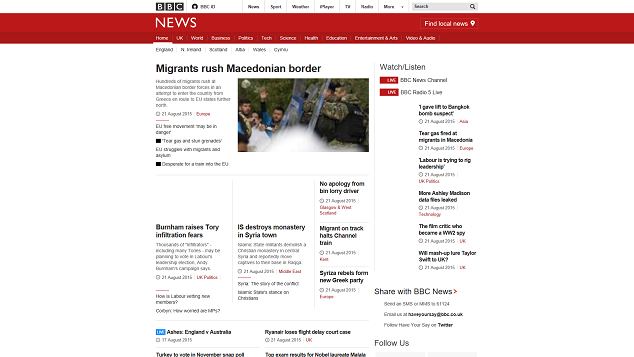 BBC
BBC iD
News
Sport
Weather
iPlayer
TV
Radio
More
Search
NEWS
Find local news
Home
UK
World
Business
Politics
Tech
Science
Health
Education
Entertainment & Arts
Video & Audio
England
N. Ireland
Scotland
Alba
Wales
Cymru
Migrants rush Macedonian border
Hundreds of migrants rush at
Macedonian border forces in an
attempt to enter the country from
Greece en route to EU states further
north.
21 August 2015
Europe
EU free movement 'may be in
danger'
'Tear gas and stun grenades'
EU struggles with migrants and
asylum
Desperate for a train into the EU
Burnham raises Tory
infiltration fears
Thousands of "infiltrators" -
including many Tories - may be
planning to vote in Labour's
leadership election, Andy
Burnham's campaign says.
21 August 2015
UK Politics
How is Labour vetting new
members?
Corbyn: How worried are MPs?
IS destroys monastery
in Syria town
Islamic State militants demolish a
Christian monastery in central
Syria and reportedly move
captives to their base in Raqqa.
21 August 2015
Middle East
Syria: The story of the conflict
Islamic State's stance on
Christians
No apology from
bin lorry driver
21 August 2015
Glasgow & West
Scotland
Migrant on track
halts Channel
train
21 August 2015
Kent
Syriza rebels form
new Greek party
21 August 2015
Europe
LIVE Ashes: England v Australia
17 August 2015
Ryanair loses flight delay court case
21 August 2015
UK
Turkey to vote in November snap poll
Top exam results for Nobel laureate Malala
Watch/Listen
LIVE BBC News Channel
LIVE BBC Radio 5 Live
'I gave lift to Bangkok
bomb suspect'
21 August 2015
Asia
Tear gas fired at
migrants in Macedonia
21 August 2015
Europe
'Labour is trying to rig
leadership'
21 August 2015
UK Politics
More Ashley Madison
data files leaked
21 August 2015
Technology
The film critic who
became a WW2 spy
21 August 2015
UK
Will mash-up lure Taylor
Swift to UK?
21 August 2015
UK
Share with BBC News
Send an SMS or MMS to 61124
Email us at haveyoursay@bbc.co.uk
Follow Have Your Say on Twitter
Follow Us